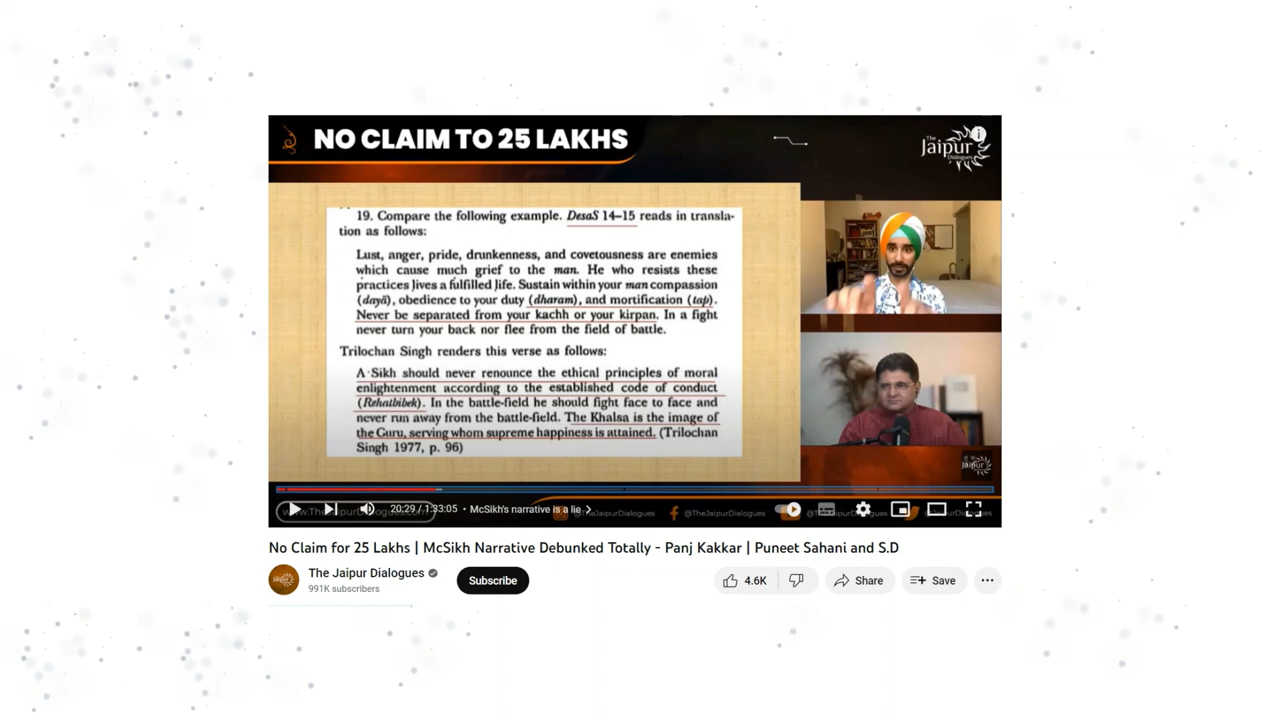 NO CLAIM TO 25 LAKHS
The
Jaipur
Dialogues
19. Compare the following example. DesaS 14–15 reads in transla-
tion as follows:
Lust, anger, pride, drunkenness, and covetousness are enemies
which cause much grief to the man. He who resists these
practices lives a fulfilled life. Sustain within your man compassion
(dayā), obedience to your duty (dharam), and mortification (tap).
Never be separated from your kachh or your kirpan. In a fight
never turn your back nor flee from the field of battle.
Trilochan Singh renders this verse as follows:
A Sikh should never renounce the ethical principles of moral
enlightenment according to the established code of conduct
(Rehatbibek). In the battle-field he should fight face to face and
never run away from the battle-field. The Khalsa is the image of
the Guru, serving whom supreme happiness is attained. (Trilochan
Singh 1977, p. 96)
Jaipur
20:29 / 1:33:05 • McSikh's narrative is a lie
@TheJaipurDialogues
No Claim for 25 Lakhs | McSikh Narrative Debunked Totally - Panj Kakkar | Puneet Sahani and S.D
The Jaipur Dialogues
991K subscribers
Subscribe
4.6K
Share
Save